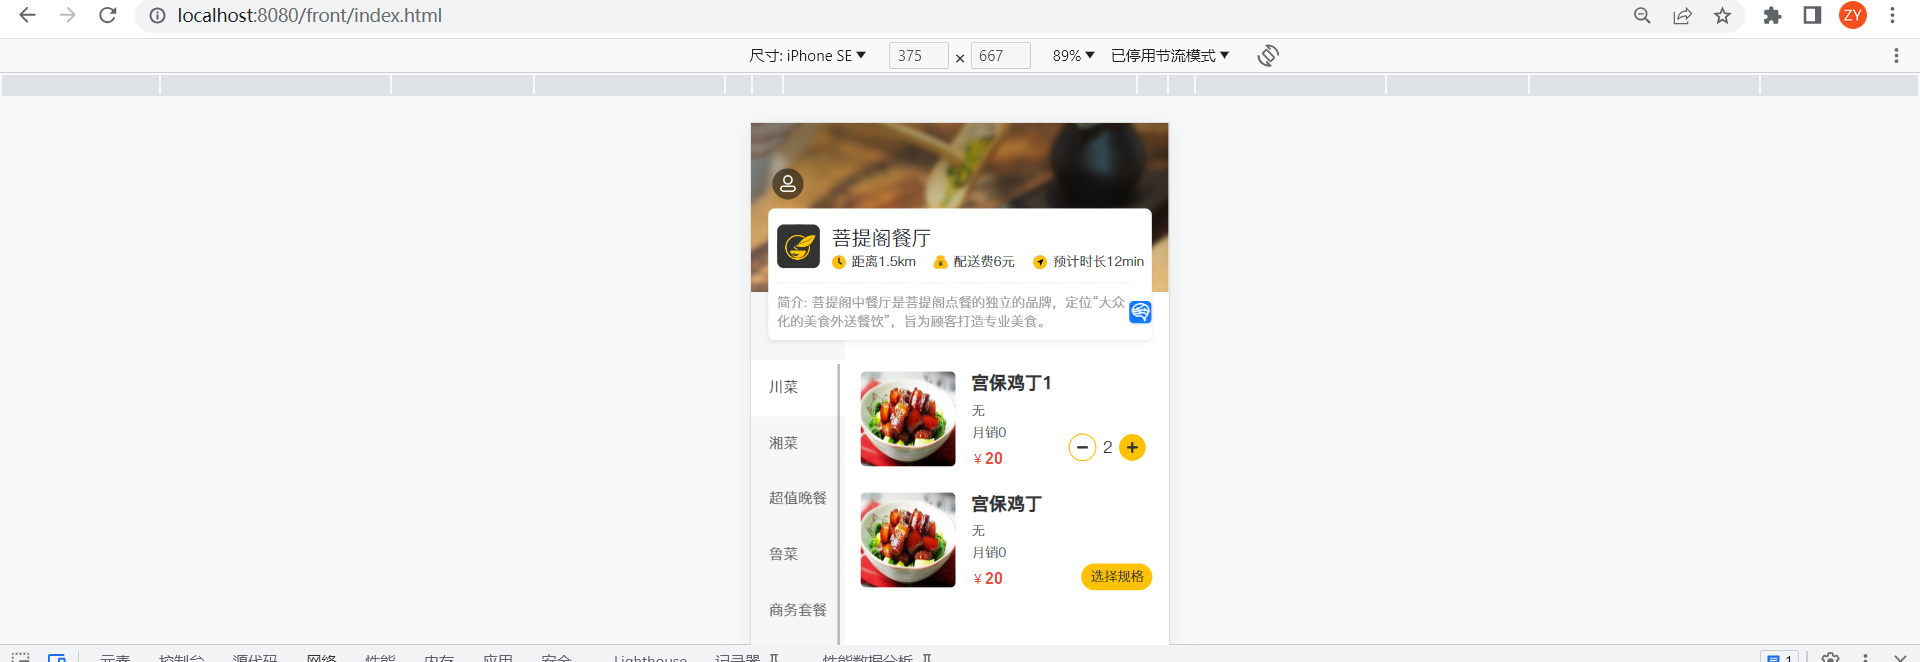 localhost:8080/front/index.html
ZY
尺寸: iPhone SE
375
×
667
89%
已停用节流模式
菩提阁餐厅
距离1.5km
配送费6元
预计时长12min
简介: 菩提阁中餐厅是菩提阁点餐的独立的品牌，定位“大众
化的美食外送餐饮”，旨为顾客打造专业美食。
川菜
湘菜
超值晚餐
鲁菜
商务套餐
宫保鸡丁1
无
月销0
¥20
2
宫保鸡丁
无
月销0
¥20
选择规格
元素
控制台
源代码
网络
性能
内存
应用
安全
Lighthouse
记录器
性能数据分析
1